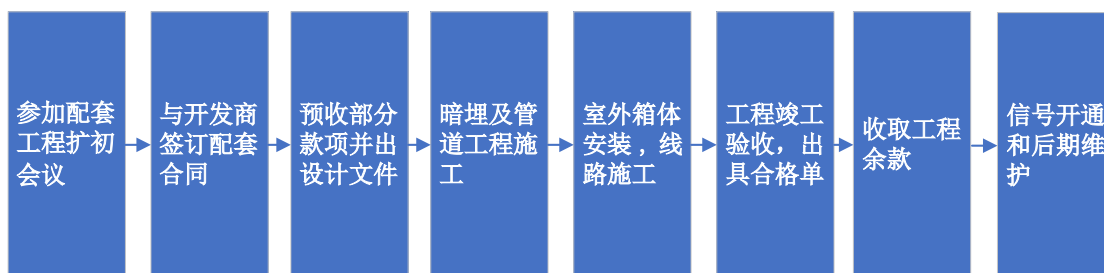 参加配套
工程扩初
会议
与开发商
签订配套
合同
预收部分
款项并出
设计文件
暗埋及管
道工程施
工
室外箱体
安装，线
路施工
工程竣工
验收，出
具合格单
收取工程
余款
信号开通
和后期维
护